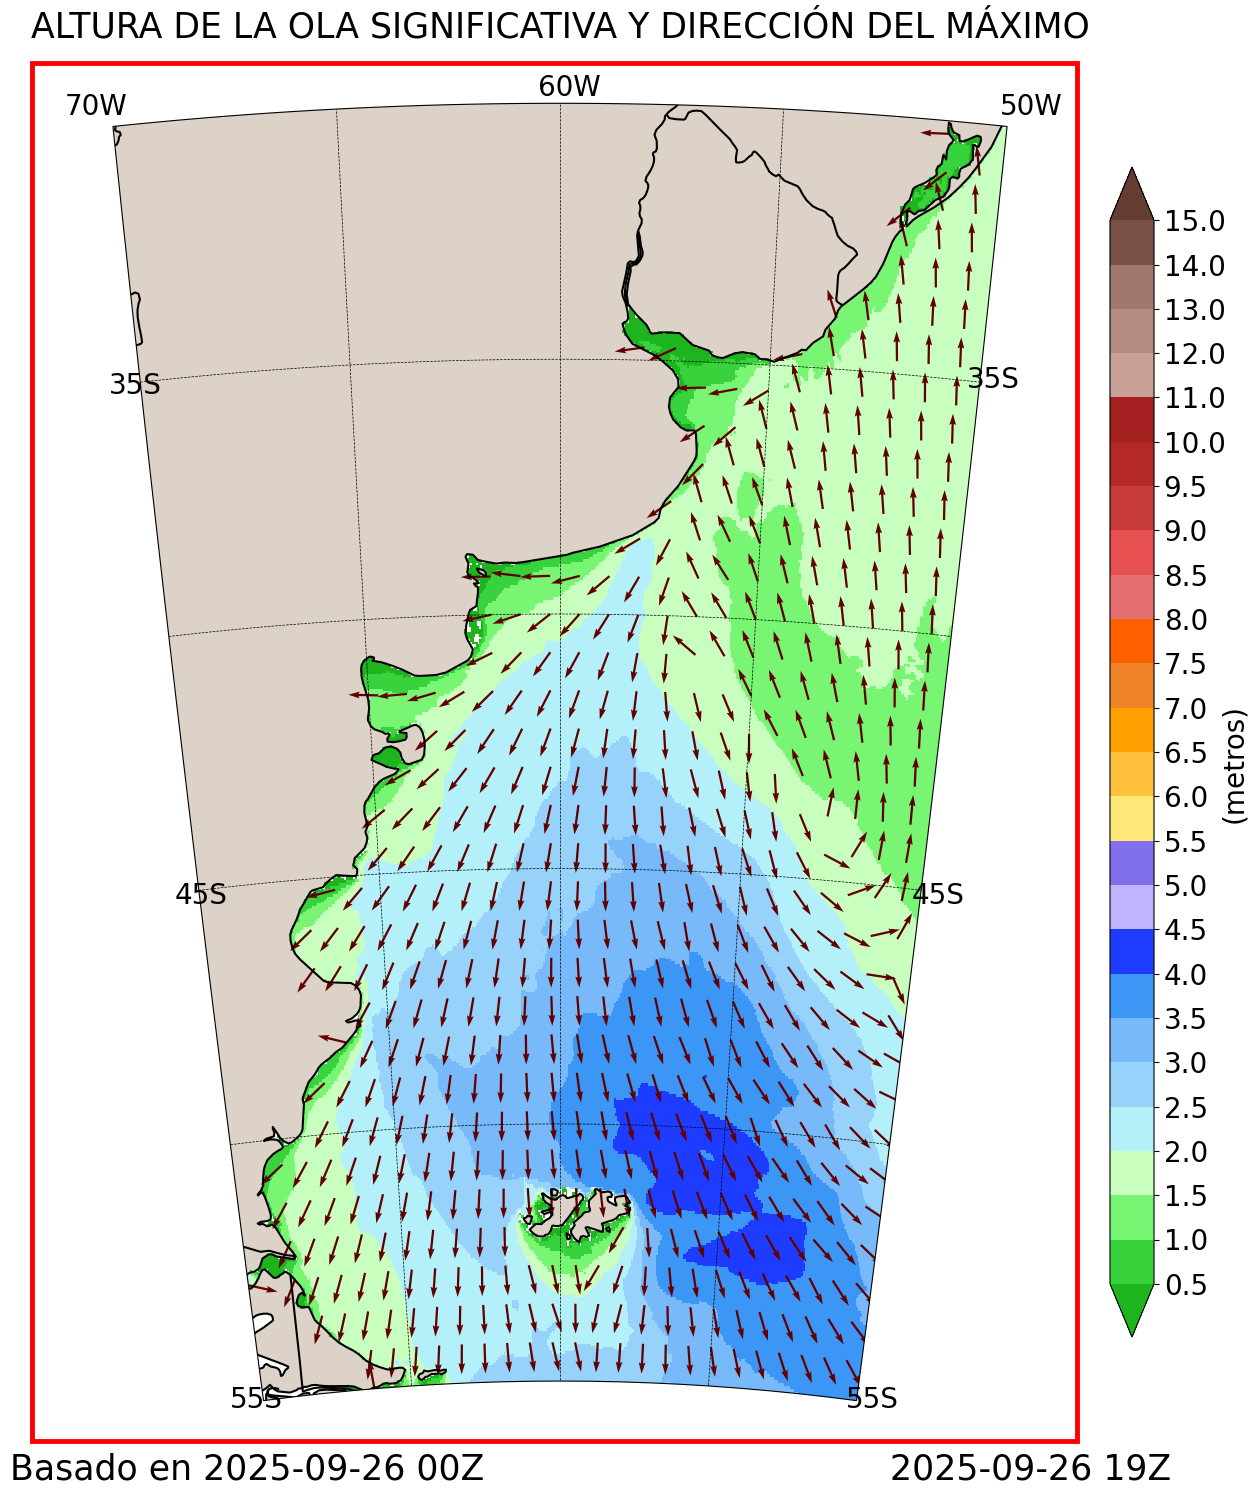 ALTURA DE LA OLA SIGNIFICATIVA Y DIRECCIÓN DEL MÁXIMO
70W
60W
50W
35S
35S
45S
45S
55S
55S
15.0
14.0
13.0
12.0
11.0
10.0
9.5
9.0
8.5
8.0
7.5
7.0
6.5
6.0
5.5
5.0
4.5
4.0
3.5
3.0
2.5
2.0
1.5
1.0
0.5
(metros)
Basado en 2025-09-26 00Z
2025-09-26 19Z